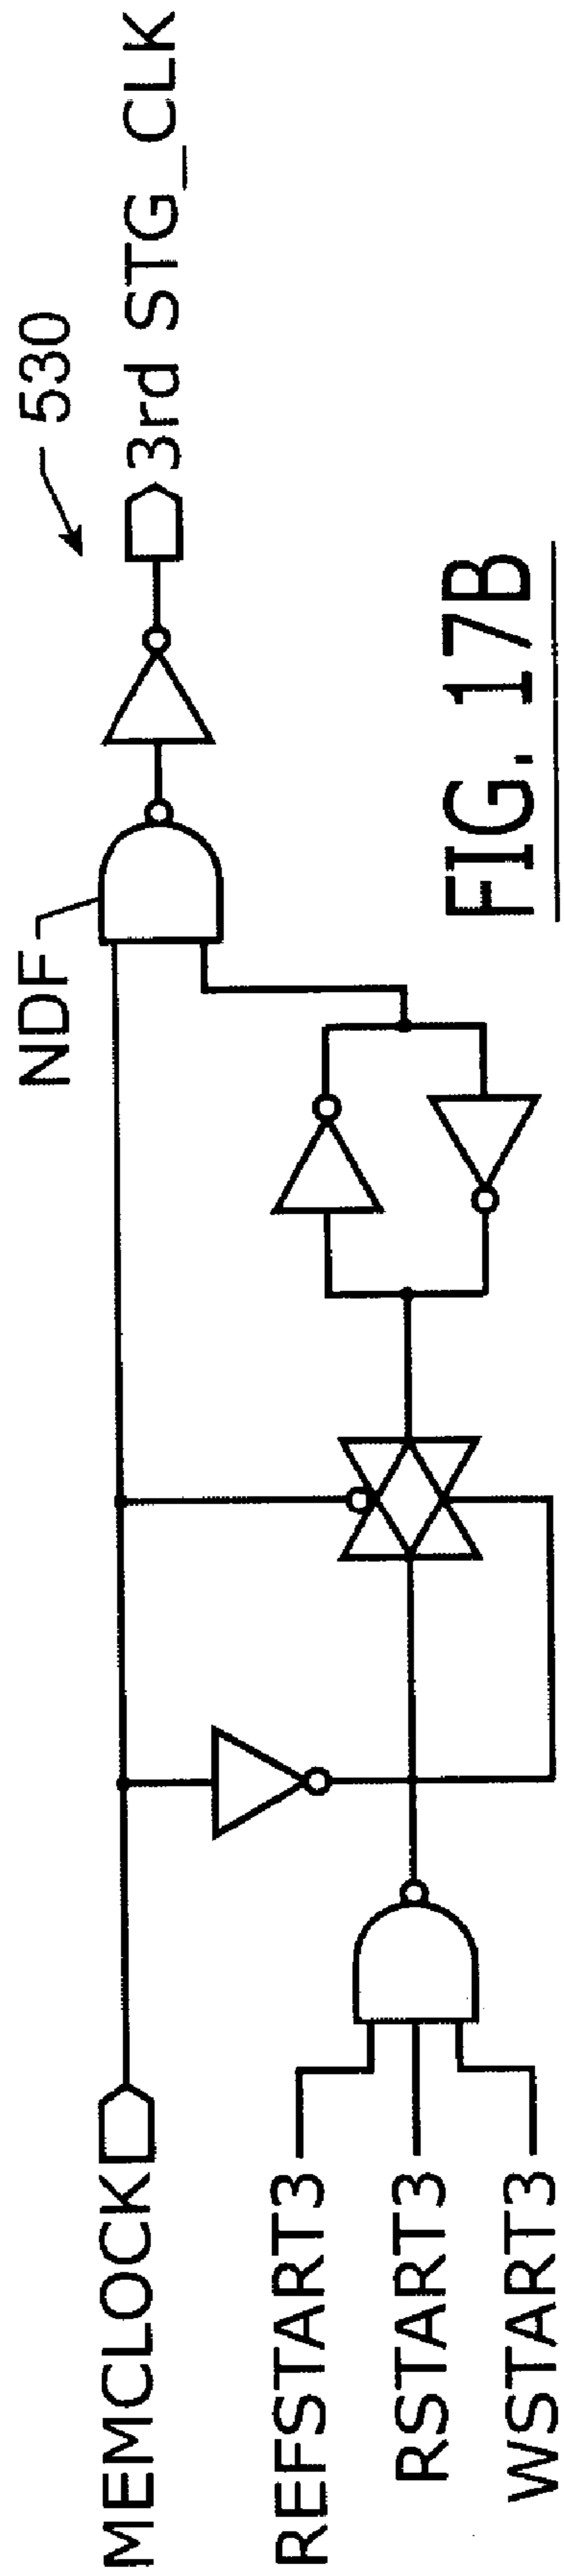 530
MEMCLOCK
NDF
3rd STG_CLK
REFSTART3
RSTART3
WSTART3
FIG. 17B